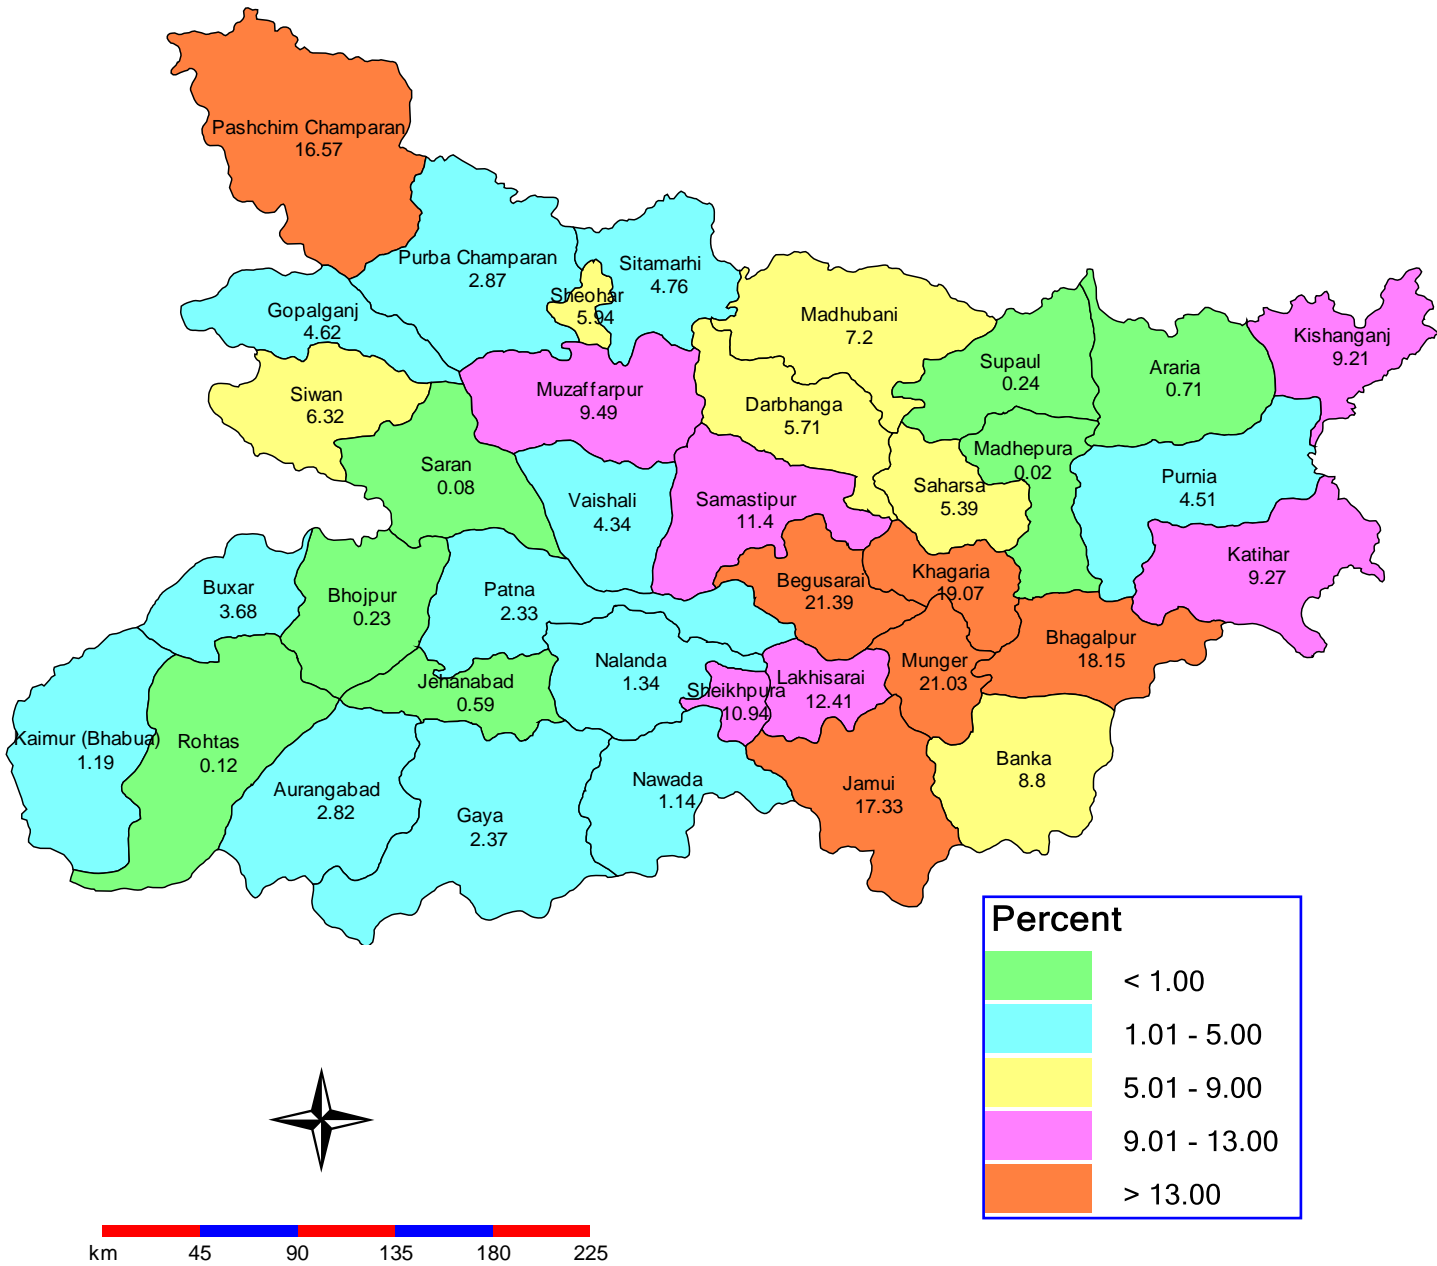 Pashchim Champaran
16.57
Purba Champaran
2.87
Sitamarhi
4.76
Sheohar
5.94
Gopalganj
4.62
Madhubani
7.2
Kishanganj
9.21
Supaul
0.24
Araria
0.71
Siwan
6.32
Muzaffarpur
9.49
Darbhanga
5.71
Madhepura
0.02
Saran
0.08
Vaishali
4.34
Samastipur
11.4
Saharsa
5.39
Purnia
4.51
Katihar
9.27
Buxar
3.68
Bhojpur
0.23
Patna
2.33
Begusarai
21.39
Khagaria
19.07
Bhagalpur
18.15
Nalanda
1.34
Munger
21.03
Jehanabad
0.59
Sheikhpura
10.94
Lakhisarai
12.41
Kaimur (Bhabua)
1.19
Rohtas
0.12
Aurangabad
2.82
Gaya
2.37
Nawada
1.14
Jamui
17.33
Banka
8.8
Percent
< 1.00
1.01 - 5.00
5.01 - 9.00
9.01 - 13.00
> 13.00
km 45 90 135 180 225